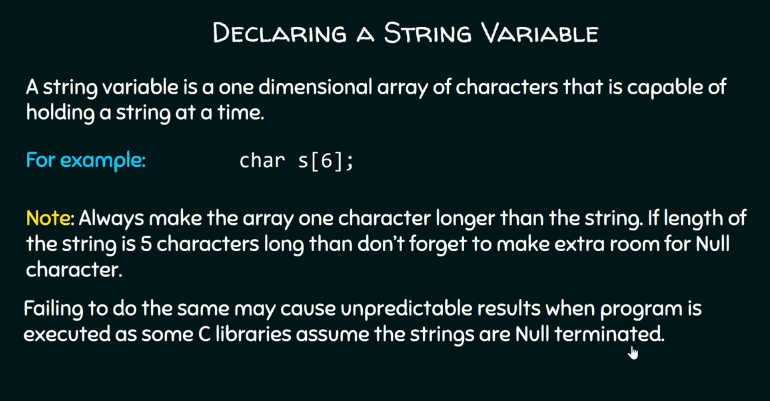 Declaring a String Variable
A string variable is a one dimensional array of characters that is capable of
holding a string at a time.
For example: char s[6];
Note: Always make the array one character longer than the string. If length of
the string is 5 characters long than don't forget to make extra room for Null
character.
Failing to do the same may cause unpredictable results when program is
executed as some C libraries assume the strings are Null terminated.